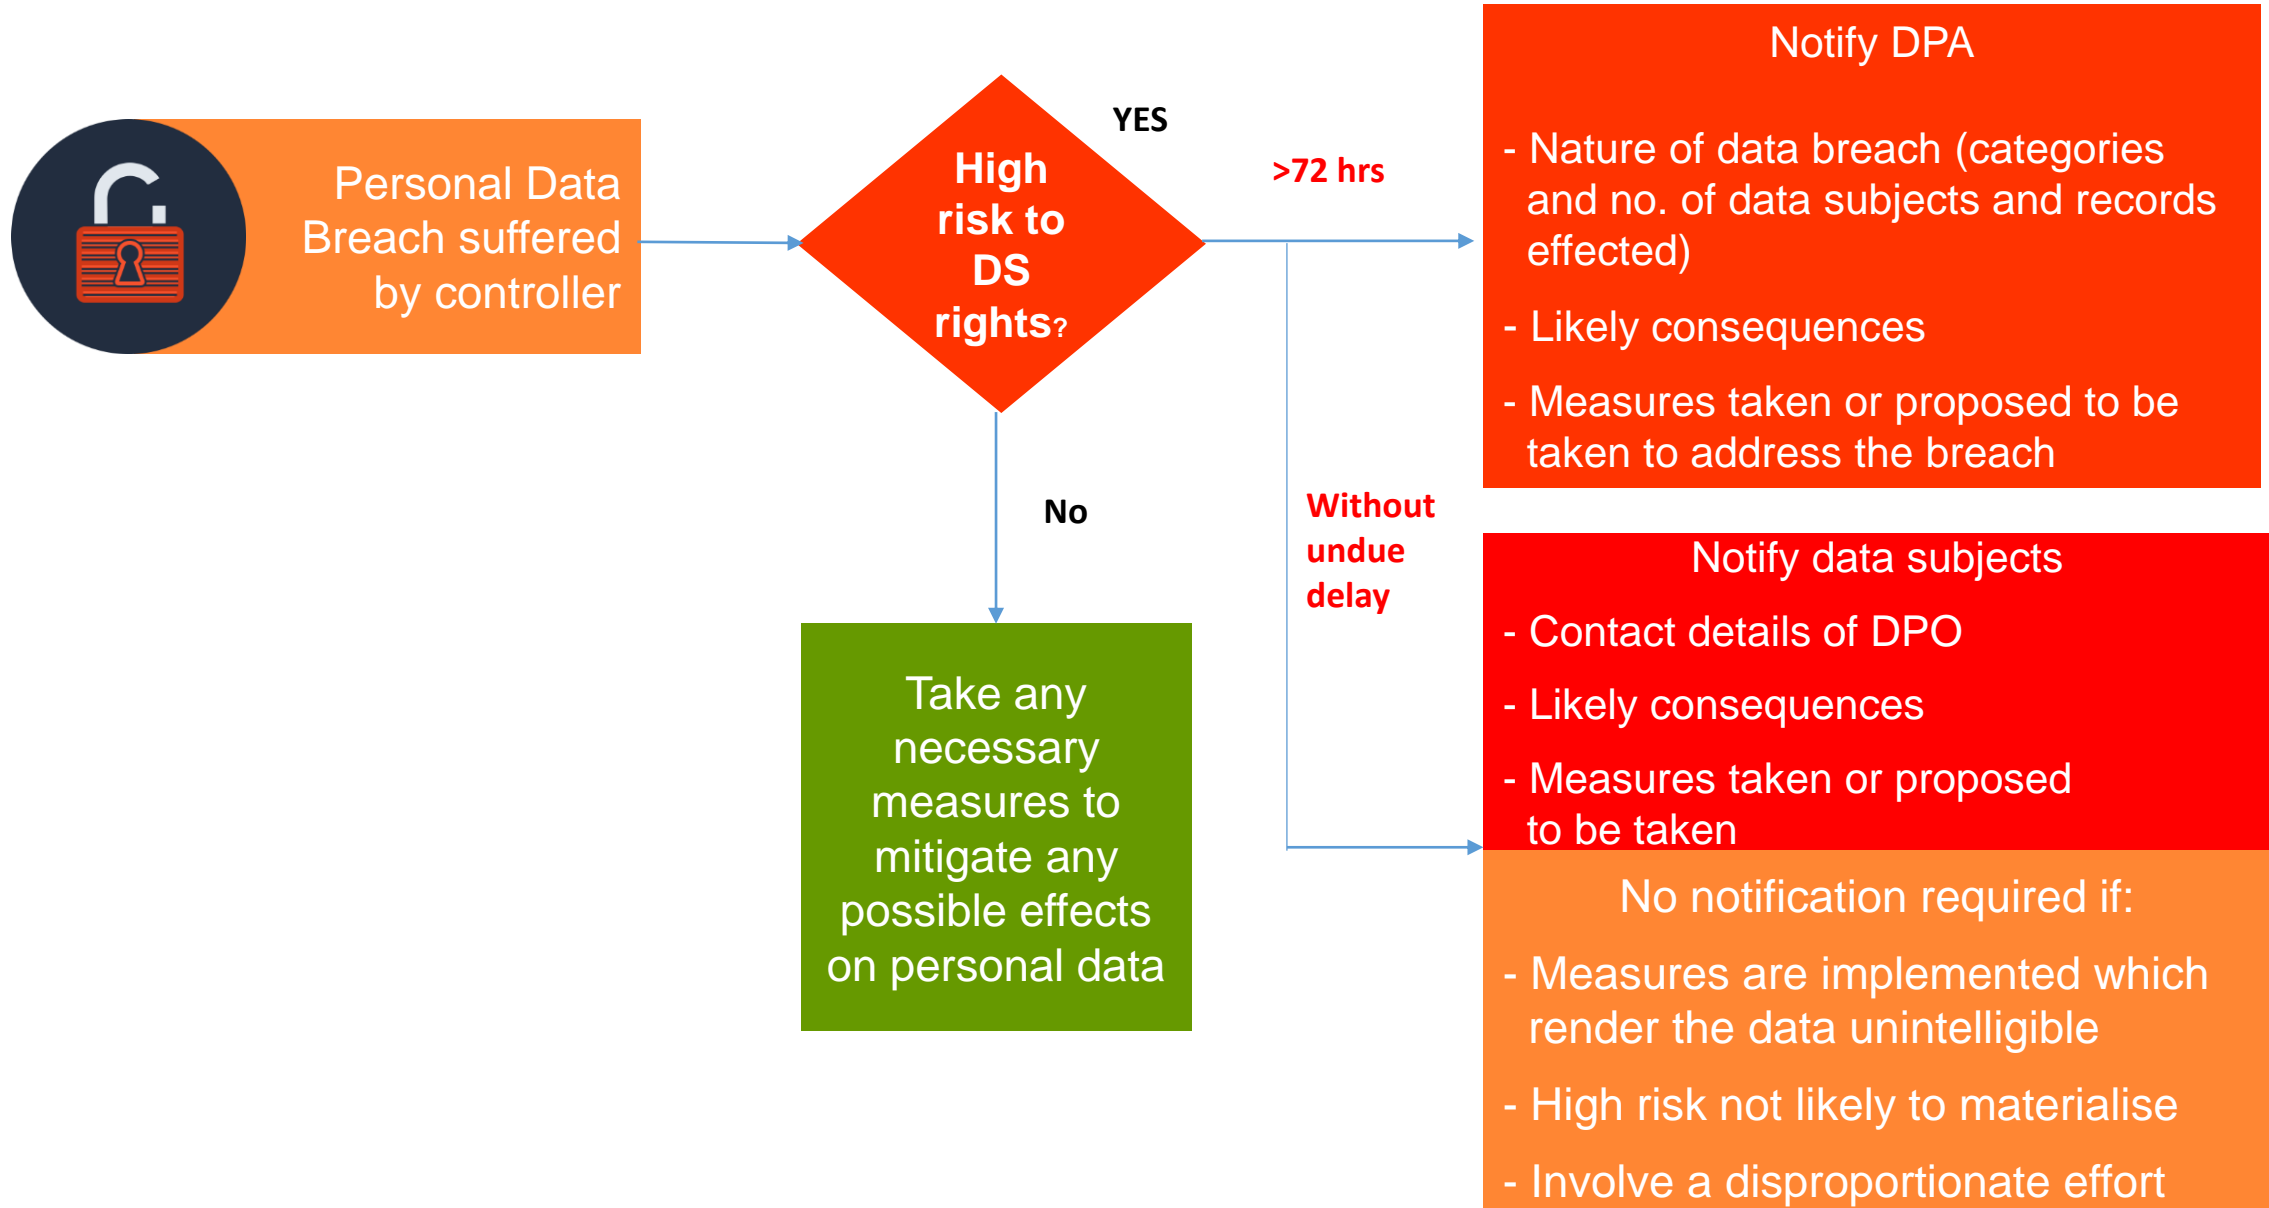 Personal Data
Breach suffered
by controller
High
risk to
DS
rights?
YES
>72 hrs
No
Without
undue
delay
Take any
necessary
measures to
mitigate any
possible effects
on personal data
Notify DPA
- Nature of data breach (categories
and no. of data subjects and records
effected)
- Likely consequences
- Measures taken or proposed to be
taken to address the breach
Notify data subjects
- Contact details of DPO
- Likely consequences
- Measures taken or proposed
to be taken
No notification required if:
- Measures are implemented which
render the data unintelligible
- High risk not likely to materialise
- Involve a disproportionate effort